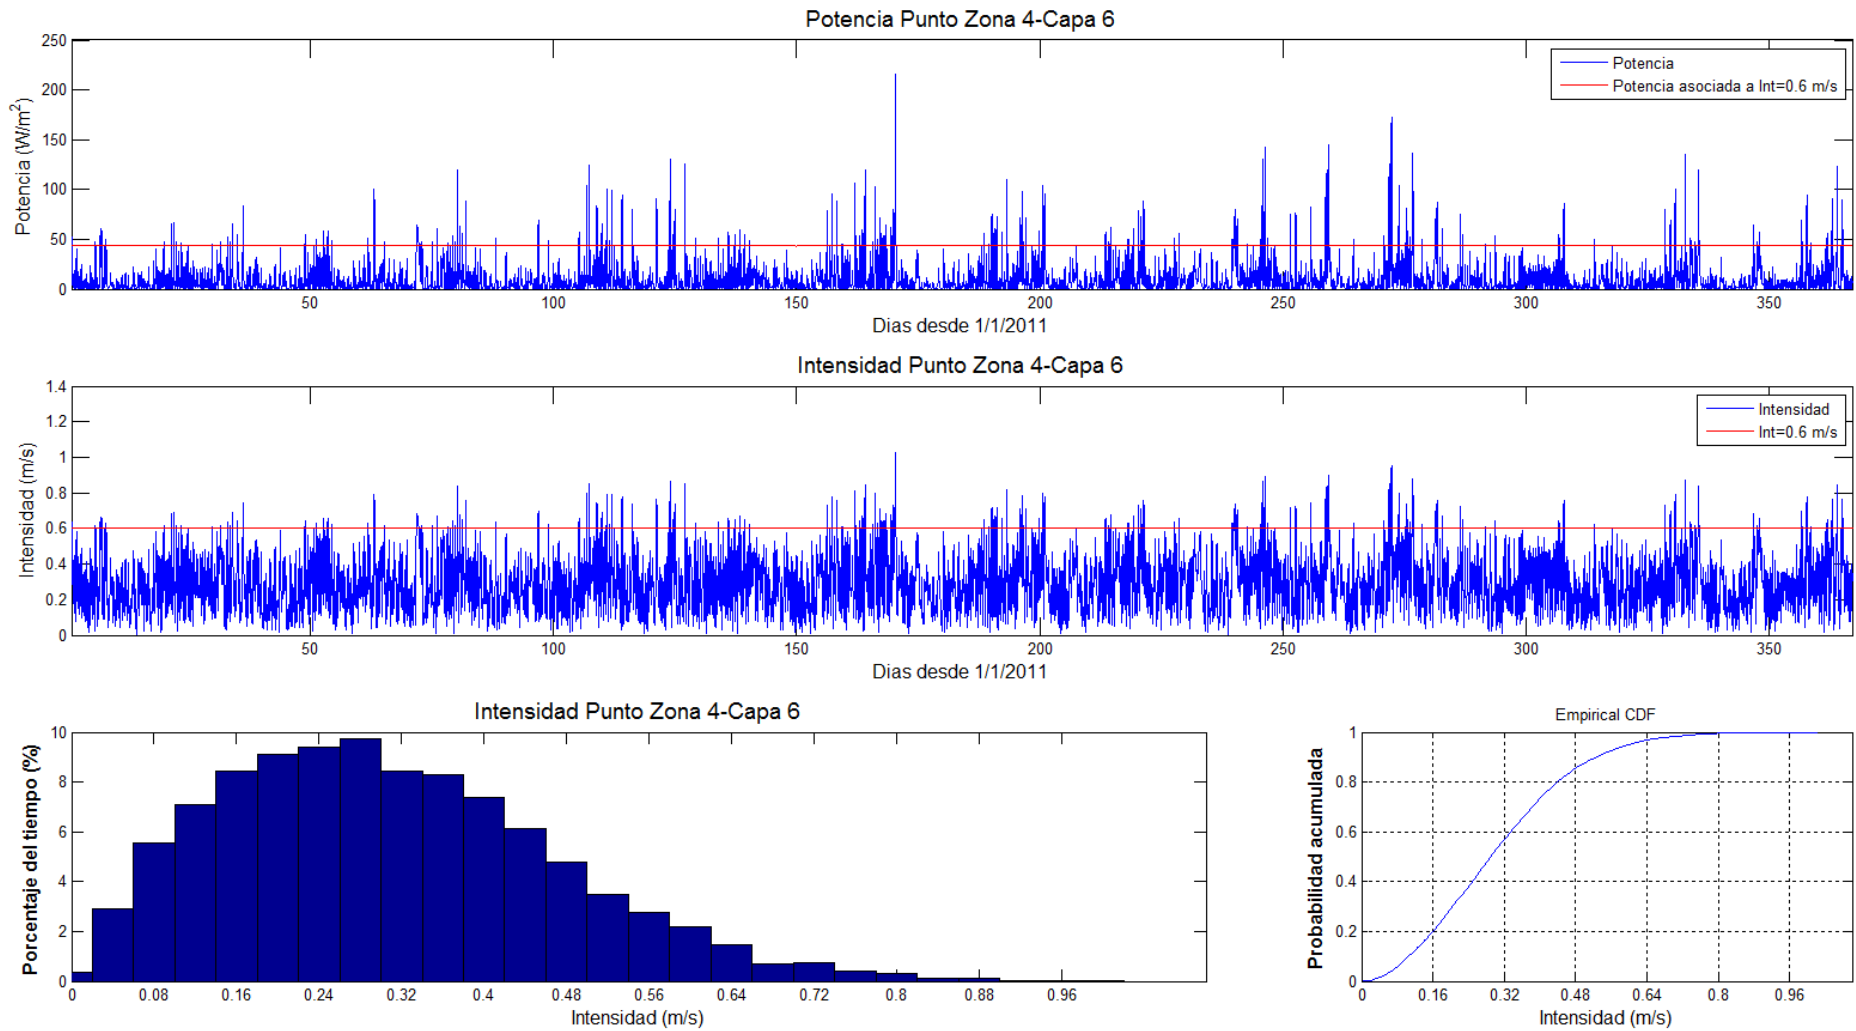 Potencia Punto Zona 4-Capa 6
250
200
150
100
50
0
Potencia (W/m²)
Potencia
Potencia asociada a Int=0.6 m/s
50 100 150 200 250 300 350
Dias desde 1/1/2011
Intensidad Punto Zona 4-Capa 6
1.4
1.2
1
0.8
0.6
0.4
0.2
0
Intensidad (m/s)
Intensidad
Int=0.6 m/s
50 100 150 200 250 300 350
Dias desde 1/1/2011
Intensidad Punto Zona 4-Capa 6
10
8
6
4
2
0
Porcentaje del tiempo (%)
0 0.08 0.16 0.24 0.32 0.4 0.48 0.56 0.64 0.72 0.8 0.88 0.96
Intensidad (m/s)
Empirical CDF
1
0.8
0.6
0.4
0.2
0
Probabilidad acumulada
0 0.16 0.32 0.48 0.64 0.8 0.96
Intensidad (m/s)